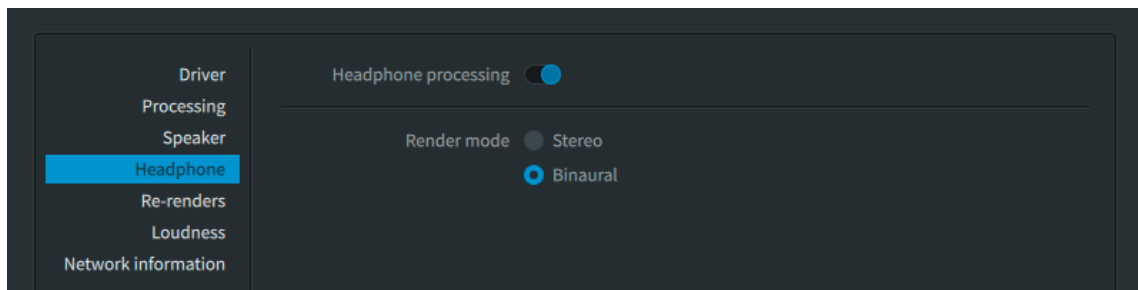 Driver
Processing
Speaker
Headphone
Re-renders
Loudness
Network information
Headphone processing
Render mode Stereo
Binaural